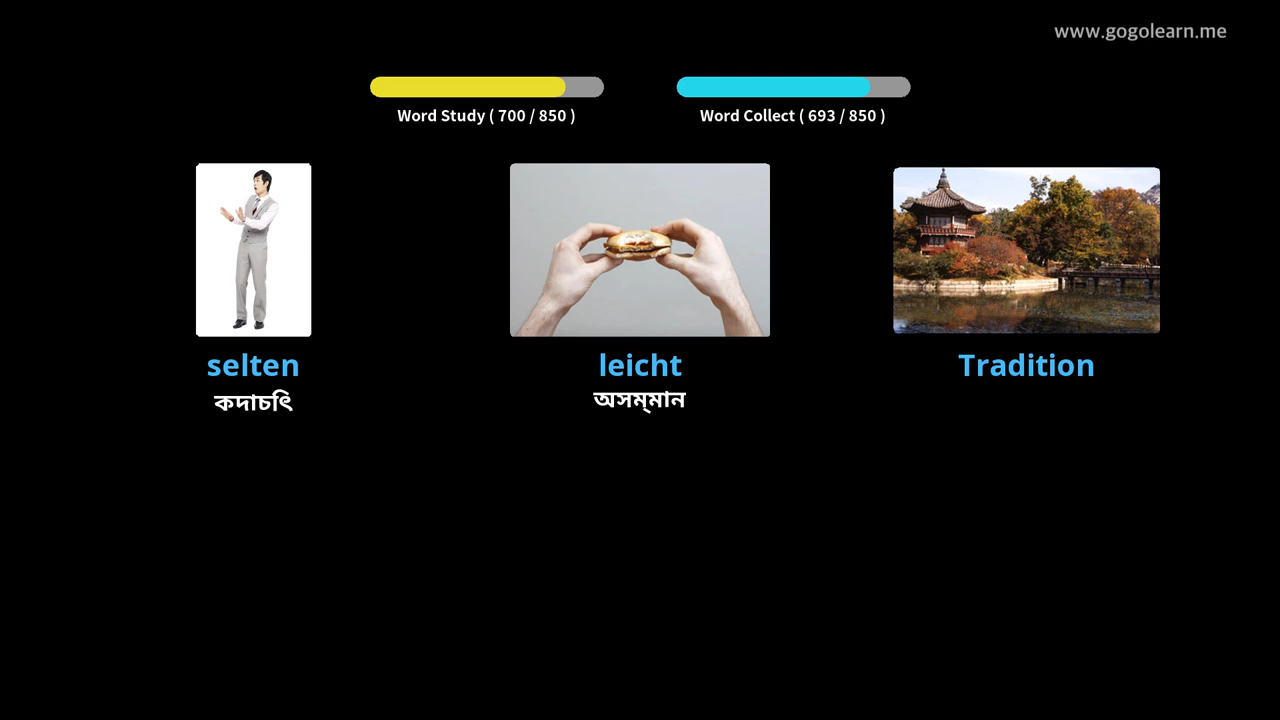 www.gogolearn.me
Word Study ( 700 / 850 )
Word Collect ( 693 / 850 )
selten
leicht
Tradition
কদাচিৎ
অসম্মান